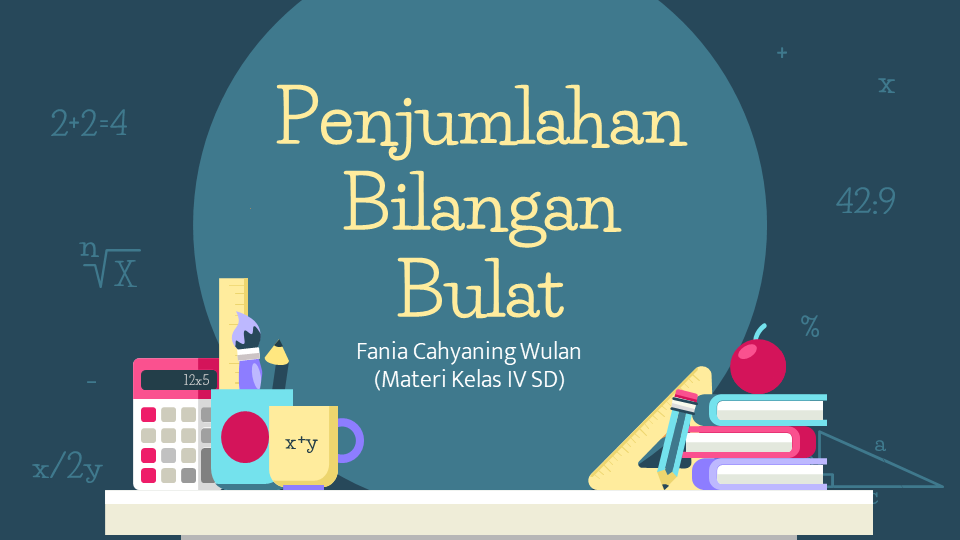 Penjumlahan
Bilangan
Bulat
Fania Cahyaning Wulan
(Materi Kelas IV SD)
2+2=4
+
x
42:9
n√X
%
-
12x5
x+y
x/2y
a
c